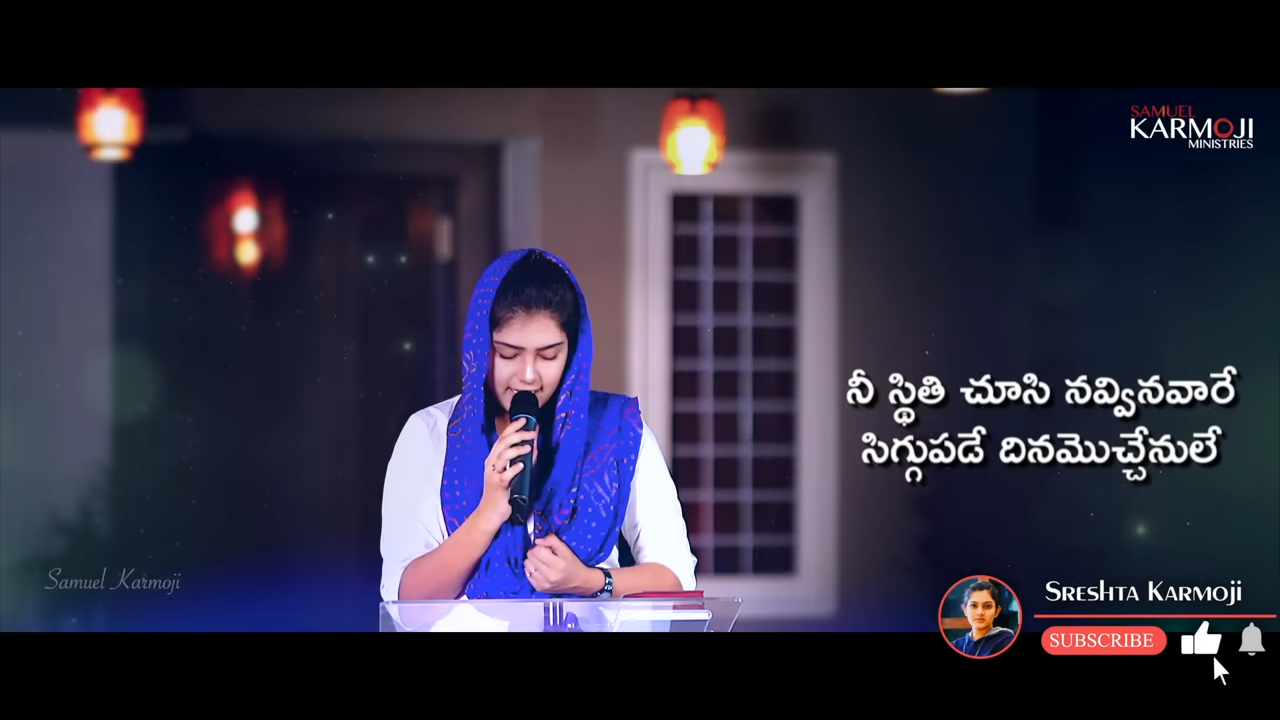 SAMUEL
KARMOJI
MINISTRIES
నీ స్థితి చూసి నవ్వినవారే
సిగ్గుపడే దినమొచ్చేనులే
Samuel Karmoji
SRESHTA KARMOJI
SUBSCRIBE